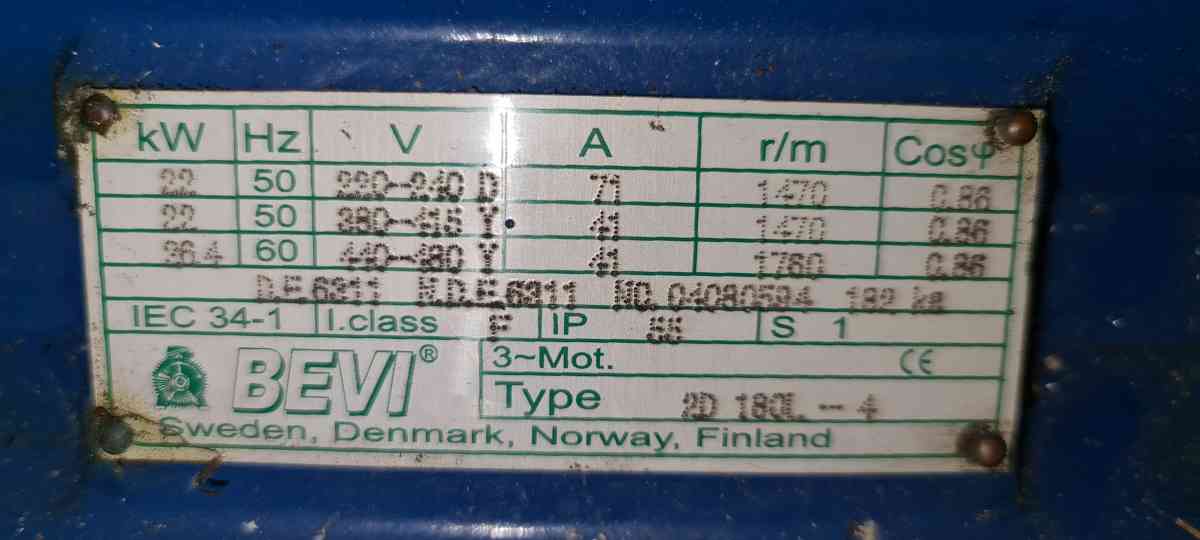 kW Hz V A r/m Cosφ
22 50 220-240 D 71 1470 0.86
22 50 380-415 Y 41 1470 0.86
26.4 60 440-480 Y 41 1760 0.86
D.E.6311 N.D.E.6311 NO. 04080594 182 kg
IEC 34-1 I.class F IP 55 S 1
BEVI® 3~Mot. CE
Type 2D 180L -- 4
Sweden, Denmark, Norway, Finland